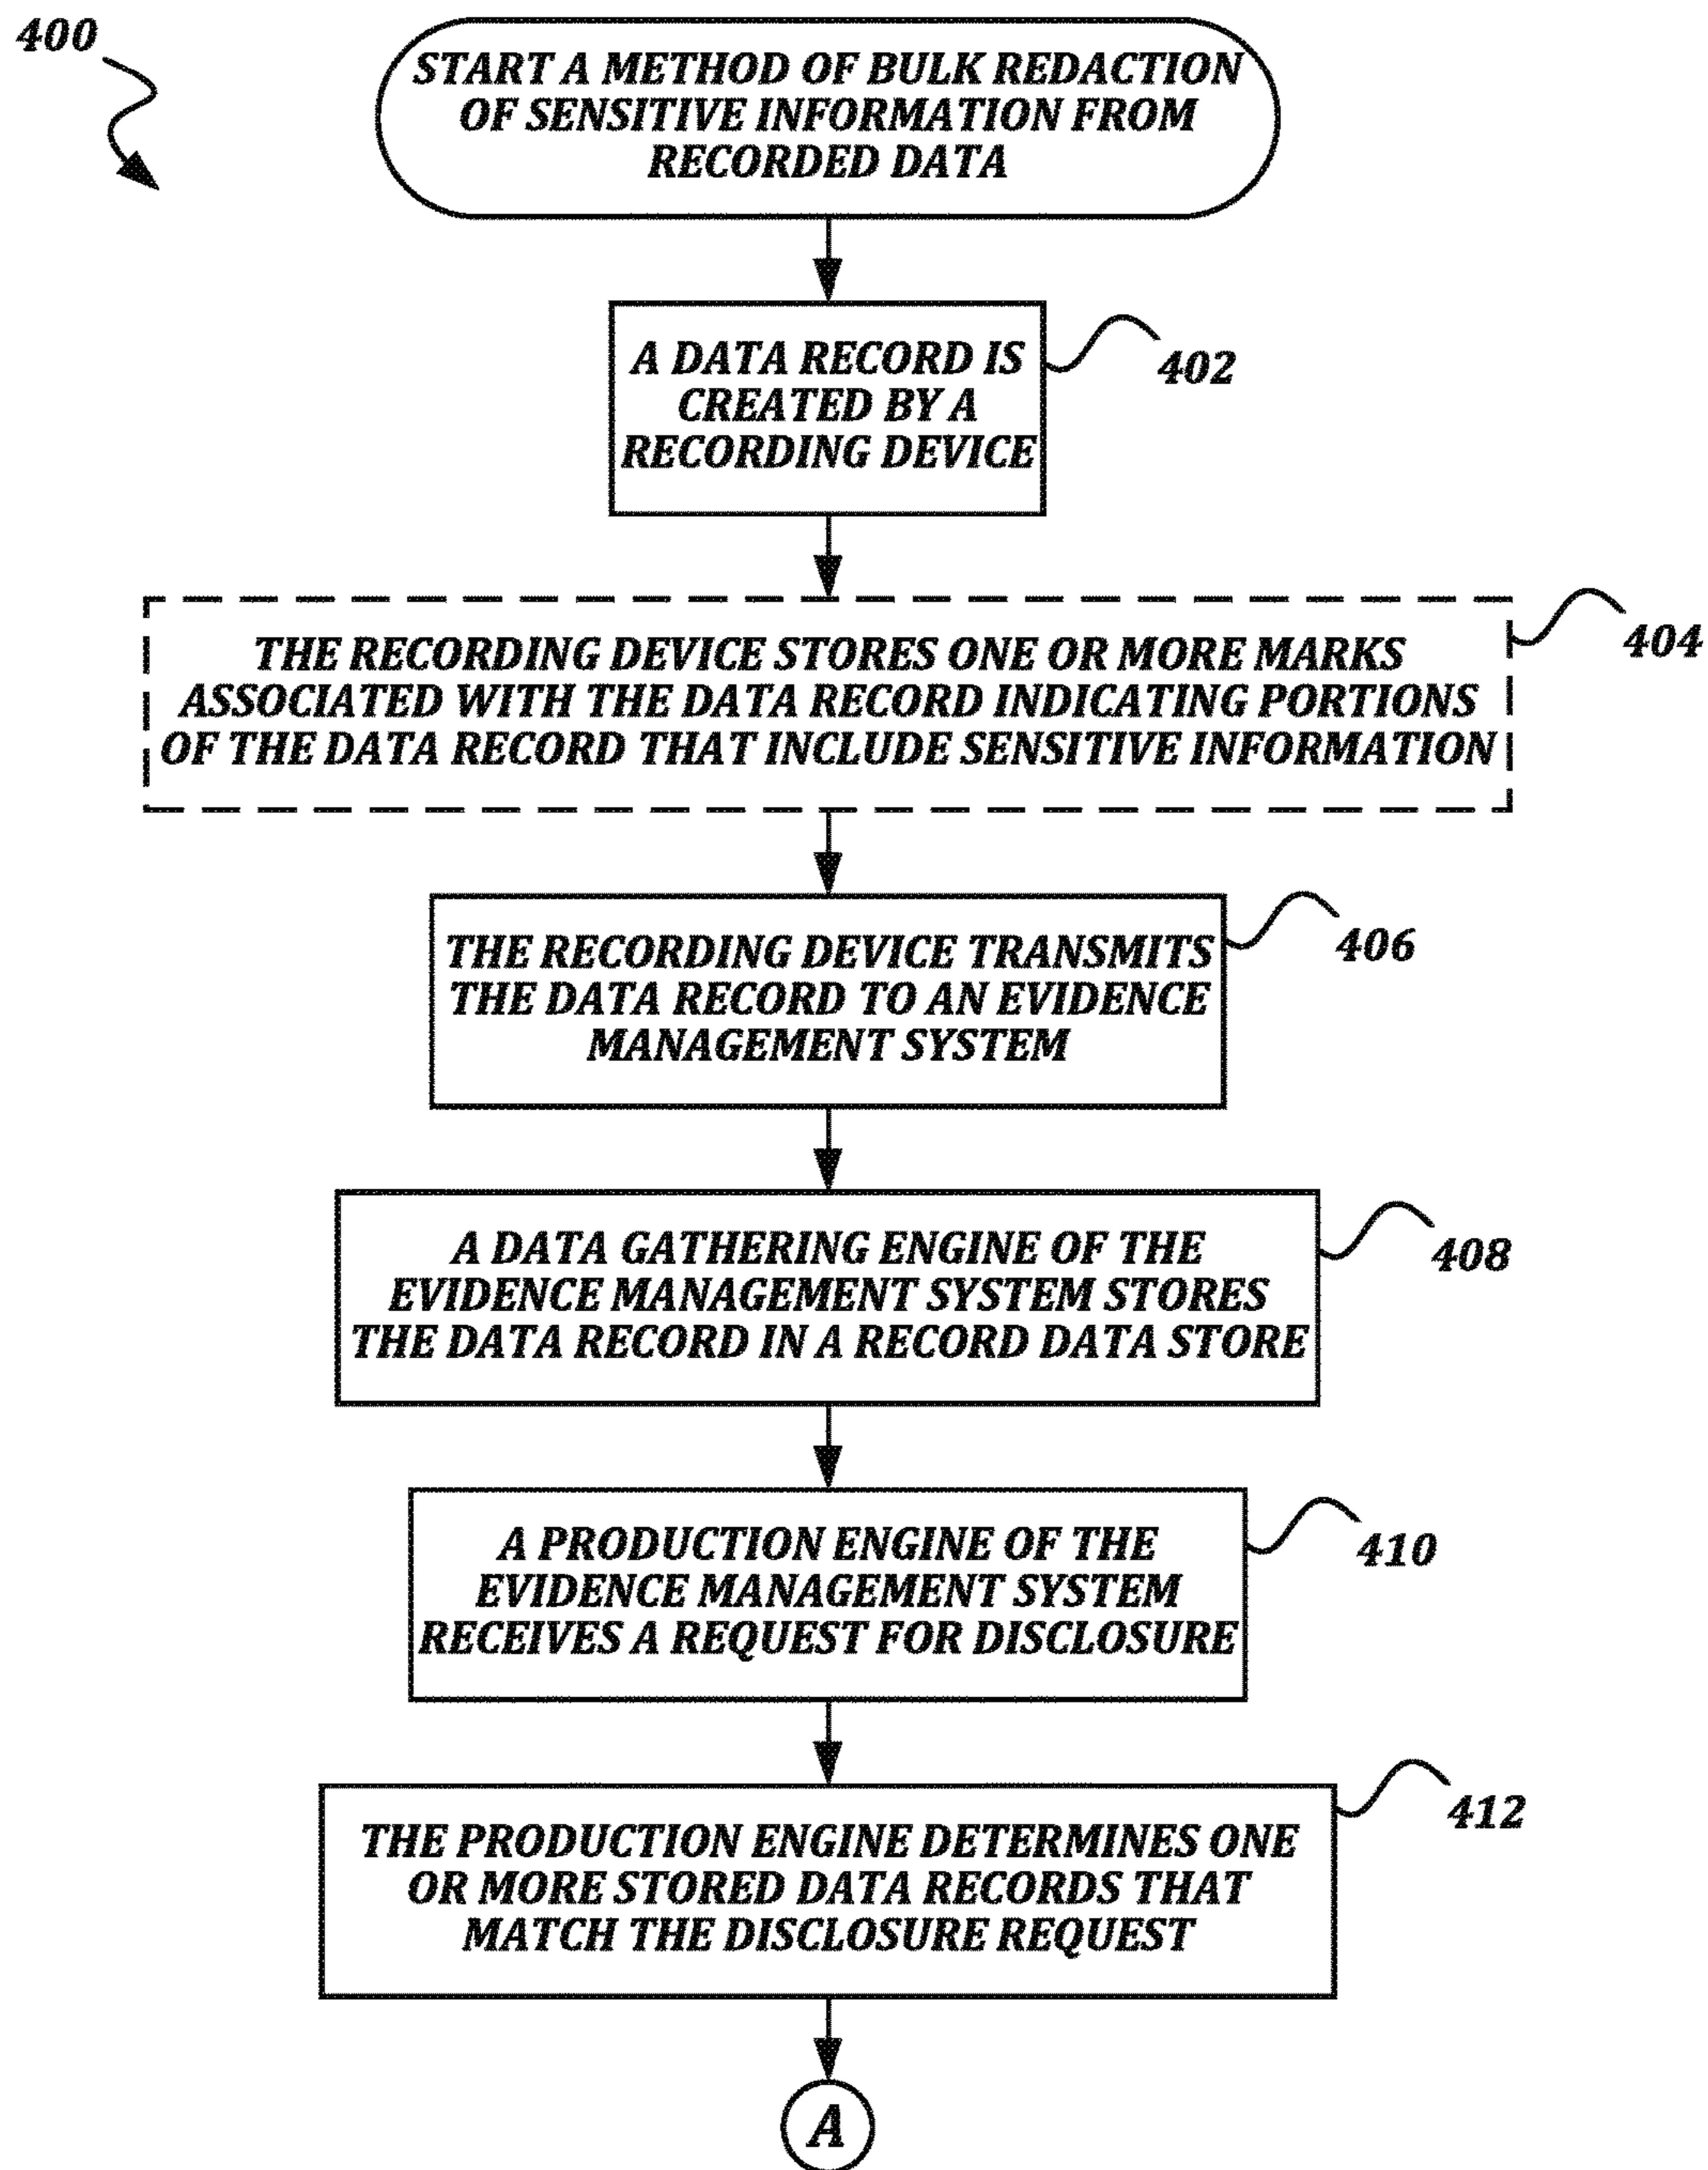 400
START A METHOD OF BULK REDACTION
OF SENSITIVE INFORMATION FROM
RECORDED DATA
A DATA RECORD IS
CREATED BY A
RECORDING DEVICE
402
THE RECORDING DEVICE STORES ONE OR MORE MARKS
ASSOCIATED WITH THE DATA RECORD INDICATING PORTIONS
OF THE DATA RECORD THAT INCLUDE SENSITIVE INFORMATION
404
THE RECORDING DEVICE TRANSMITS
THE DATA RECORD TO AN EVIDENCE
MANAGEMENT SYSTEM
406
A DATA GATHERING ENGINE OF THE
EVIDENCE MANAGEMENT SYSTEM STORES
THE DATA RECORD IN A RECORD DATA STORE
408
A PRODUCTION ENGINE OF THE
EVIDENCE MANAGEMENT SYSTEM
RECEIVES A REQUEST FOR DISCLOSURE
410
THE PRODUCTION ENGINE DETERMINES ONE
OR MORE STORED DATA RECORDS THAT
MATCH THE DISCLOSURE REQUEST
412
A